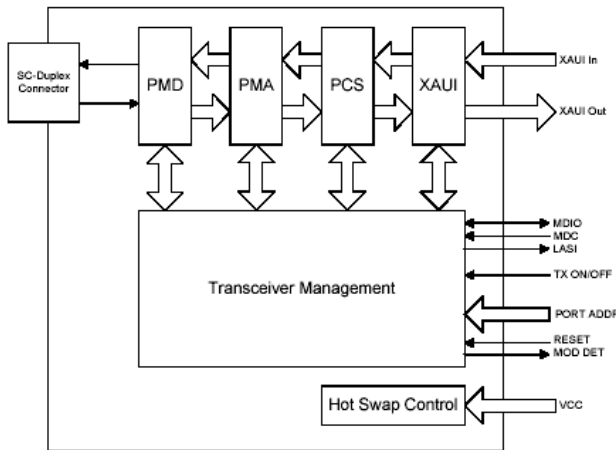 SC-Duplex
Connector
PMD
PMA
PCS
XAUI
XAUI In
XAUI Out
Transceiver Management
MDIO
MDC
LASI
TX ON/OFF
PORT ADDR
RESET
MOD DET
Hot Swap Control
VCC